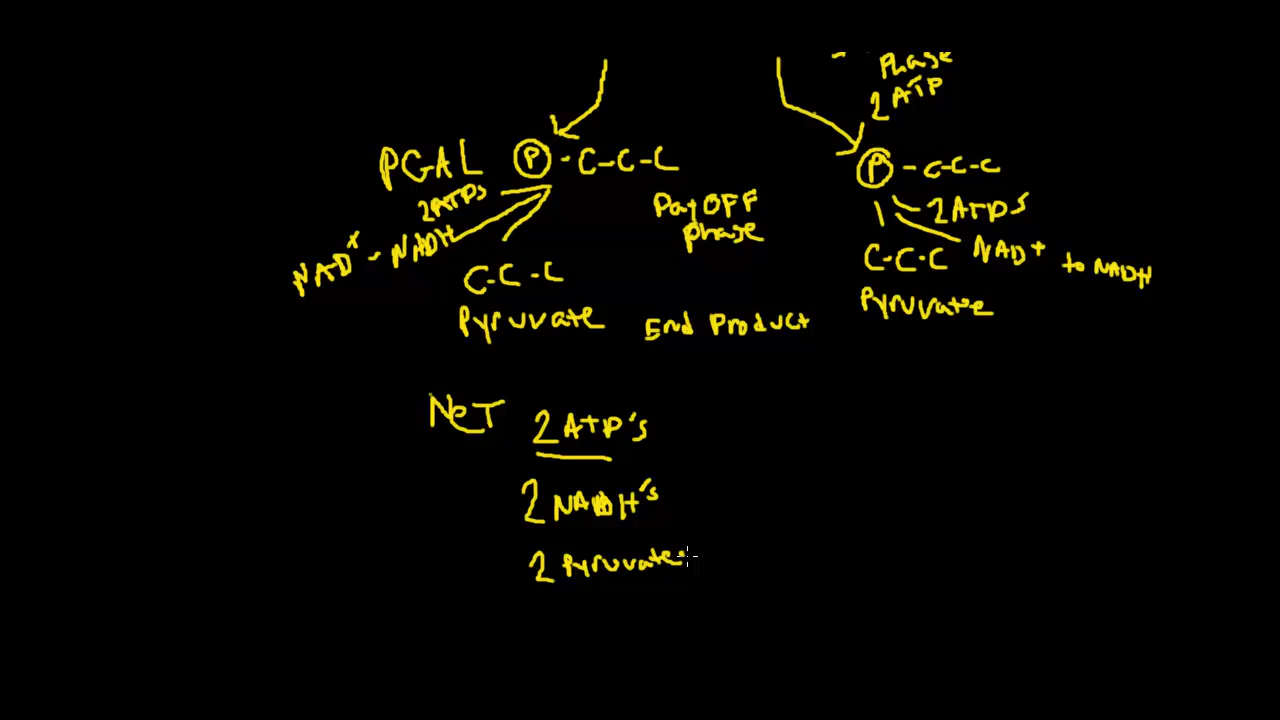 Phase
2 ATP
PGAL P - C - C - C
P - C - C - C
2ATPs
NAD+ - NADH
PayOFF
phase
2ATPS
NAD+ to NADH
C - C - C
Pyruvate
C - C - C
Pyruvate
End Product
NeT 2 ATP's
2 NADH's
2 Pyruvate